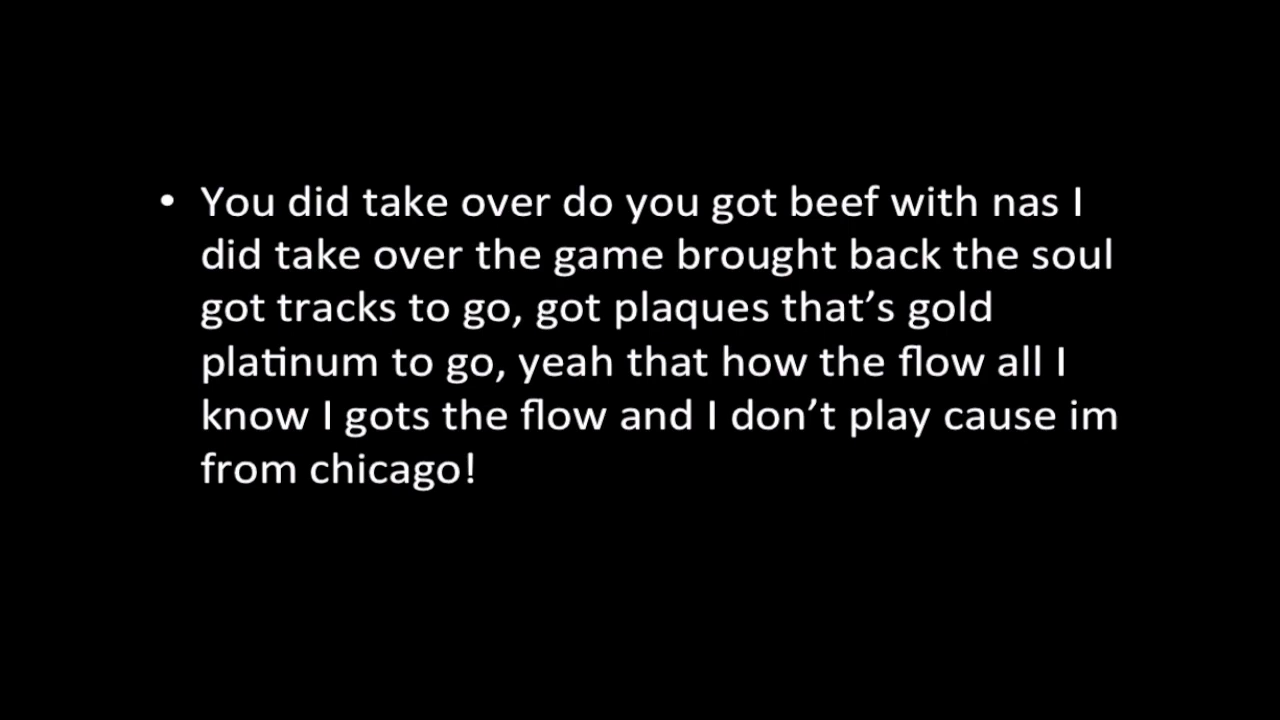 • You did take over do you got beef with nas I
did take over the game brought back the soul
got tracks to go, got plaques that’s gold
platinum to go, yeah that how the flow all I
know I gots the flow and I don’t play cause im
from chicago!